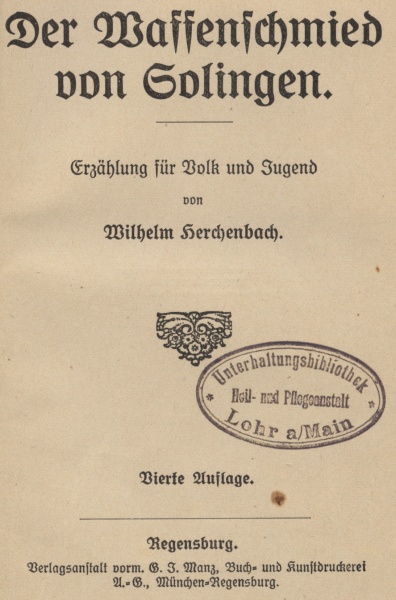 Der Waffenschmied
von Solingen.
Erzählung für Volk und Jugend
von
Wilhelm Herchenbach.
Unterhaltungsbibliothek
Heil- und Pflegeanstalt
Lohr a/Main
Vierte Auflage.
Regensburg.
Verlagsanstalt vorm. G. J. Manz, Buch- und Kunstdruckerei
A.-G., München-Regensburg.